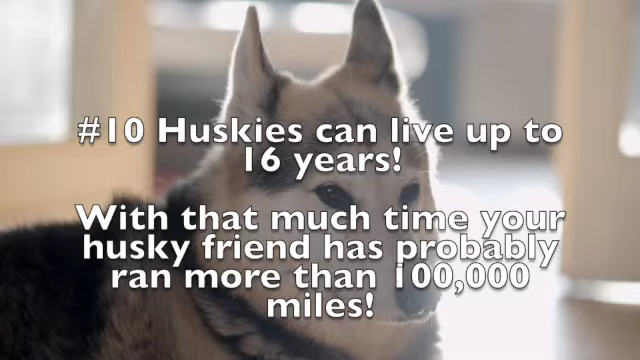 #10 Huskies can live up to
16 years!
With that much time your
husky friend has probably
ran more than 100,000
miles!